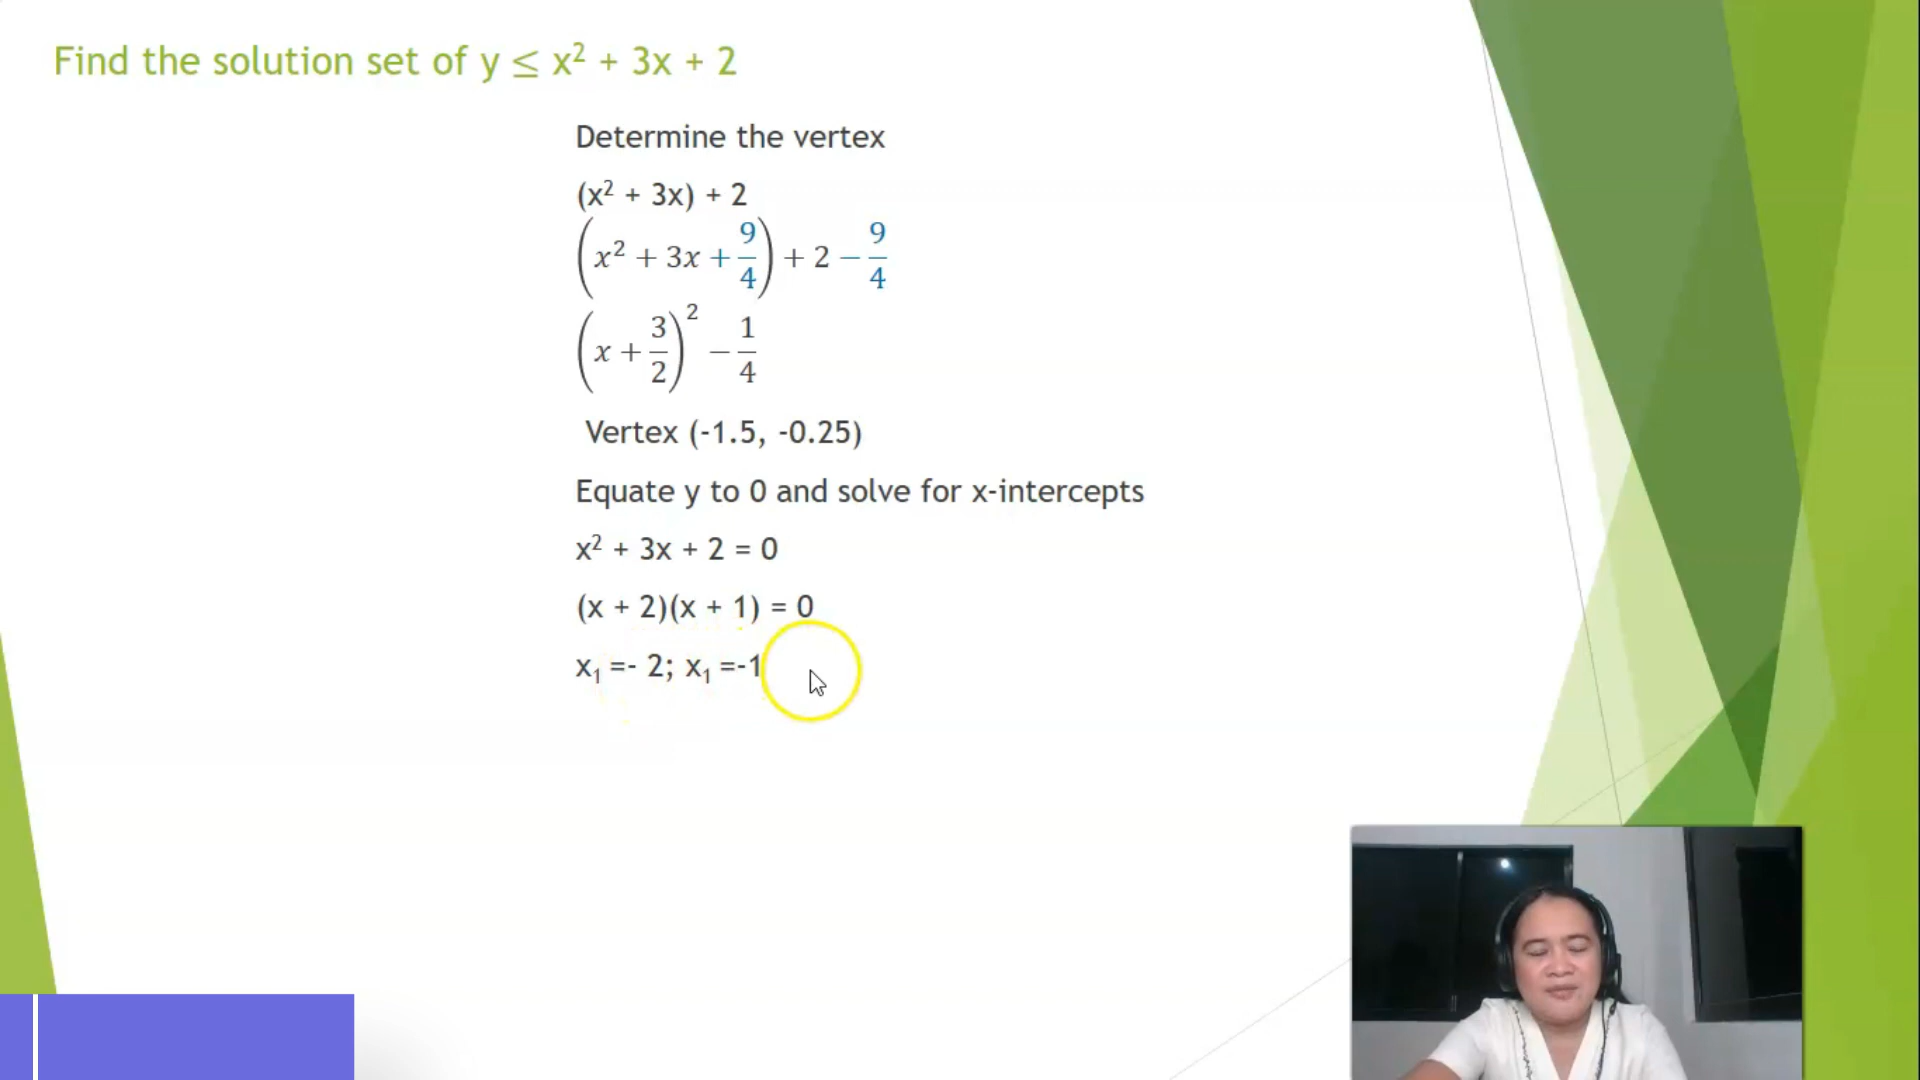 Find the solution set of y ≤ x² + 3x + 2
Determine the vertex
(x² + 3x) + 2
(x² + 3x + 9/4) + 2 − 9/4
(x + 3/2)² − 1/4
Vertex (-1.5, -0.25)
Equate y to 0 and solve for x-intercepts
x² + 3x + 2 = 0
(x + 2)(x + 1) = 0
x₁ =- 2; x₁ =-1